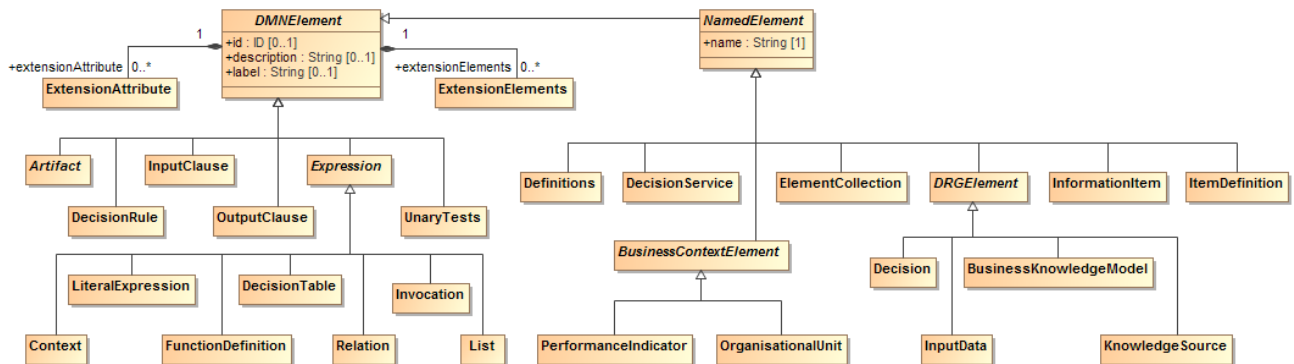 DMNElement
+id : ID [0..1]
+description : String [0..1]
+label : String [0..1]
NamedElement
+name : String [1]
1
1
+extensionAttribute 0..*
+extensionElements 0..*
ExtensionAttribute
ExtensionElements
Artifact
InputClause
Expression
DecisionRule
OutputClause
UnaryTests
Definitions
DecisionService
ElementCollection
DRGElement
InformationItem
ItemDefinition
BusinessContextElement
LiteralExpression
DecisionTable
Invocation
Decision
BusinessKnowledgeModel
Context
FunctionDefinition
Relation
List
PerformanceIndicator
OrganisationalUnit
InputData
KnowledgeSource